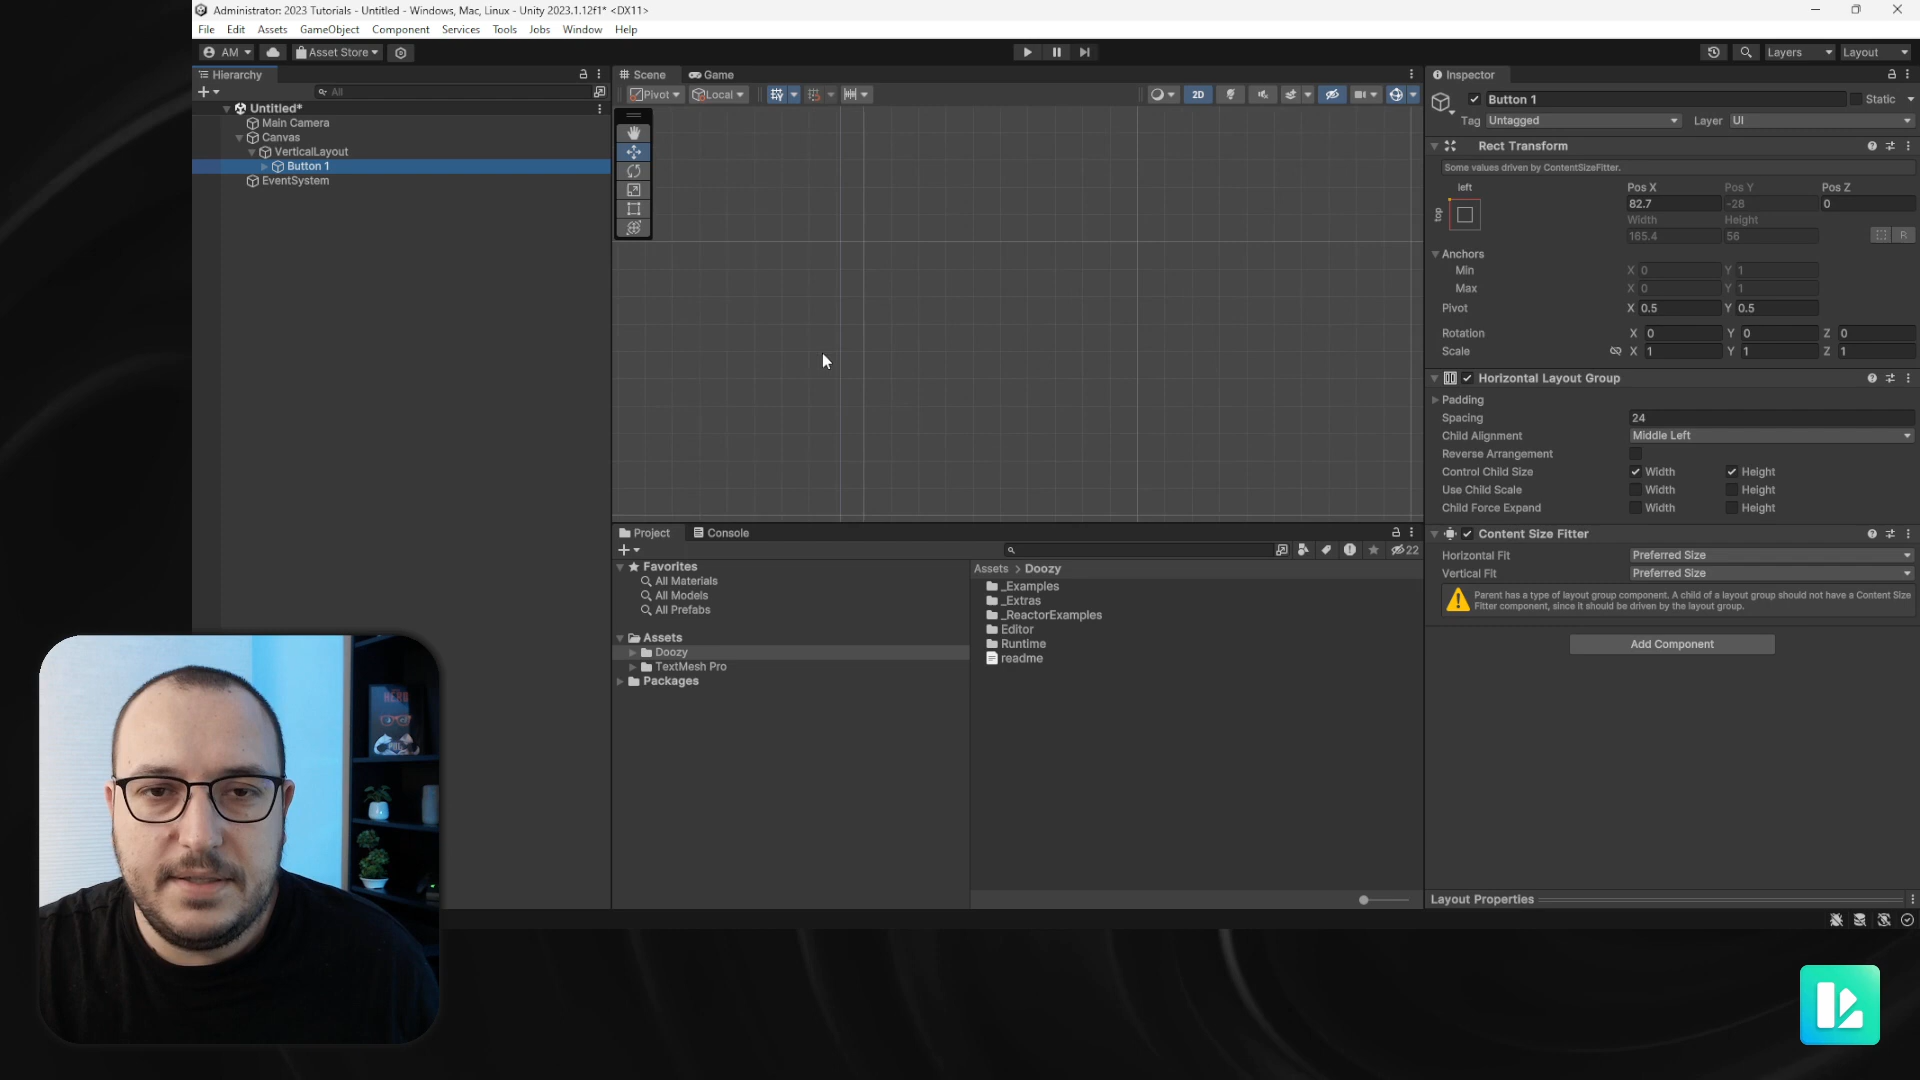 Administrator: 2023 Tutorials - Untitled - Windows, Mac, Linux - Unity 2023.1.12f1* <DX11>
File Edit Assets GameObject Component Services Tools Jobs Window Help
AM Asset Store Layers Layout
Hierarchy
All
Untitled*
Main Camera
Canvas
VerticalLayout
Button 1
EventSystem
Scene Game
Pivot Local 2D
Project Console
22
Favorites
All Materials
All Models
All Prefabs
Assets
Doozy
TextMesh Pro
Packages
Assets > Doozy
_Examples
_Extras
_ReactorExamples
Editor
Runtime
readme
Inspector
Button 1 Static
Tag Untagged Layer UI
Rect Transform
Some values driven by ContentSizeFitter.
left Pos X Pos Y Pos Z
top 82.7 -28 0
Width Height
165.4 56 R
Anchors
Min X 0 Y 1
Max X 0 Y 1
Pivot X 0.5 Y 0.5
Rotation X 0 Y 0 Z 0
Scale X 1 Y 1 Z 1
Horizontal Layout Group
Padding
Spacing 24
Child Alignment Middle Left
Reverse Arrangement
Control Child Size Width Height
Use Child Scale Width Height
Child Force Expand Width Height
Content Size Fitter
Horizontal Fit Preferred Size
Vertical Fit Preferred Size
Parent has a type of layout group component. A child of a layout group should not have a Content Size
Fitter component, since it should be driven by the layout group.
Add Component
Layout Properties